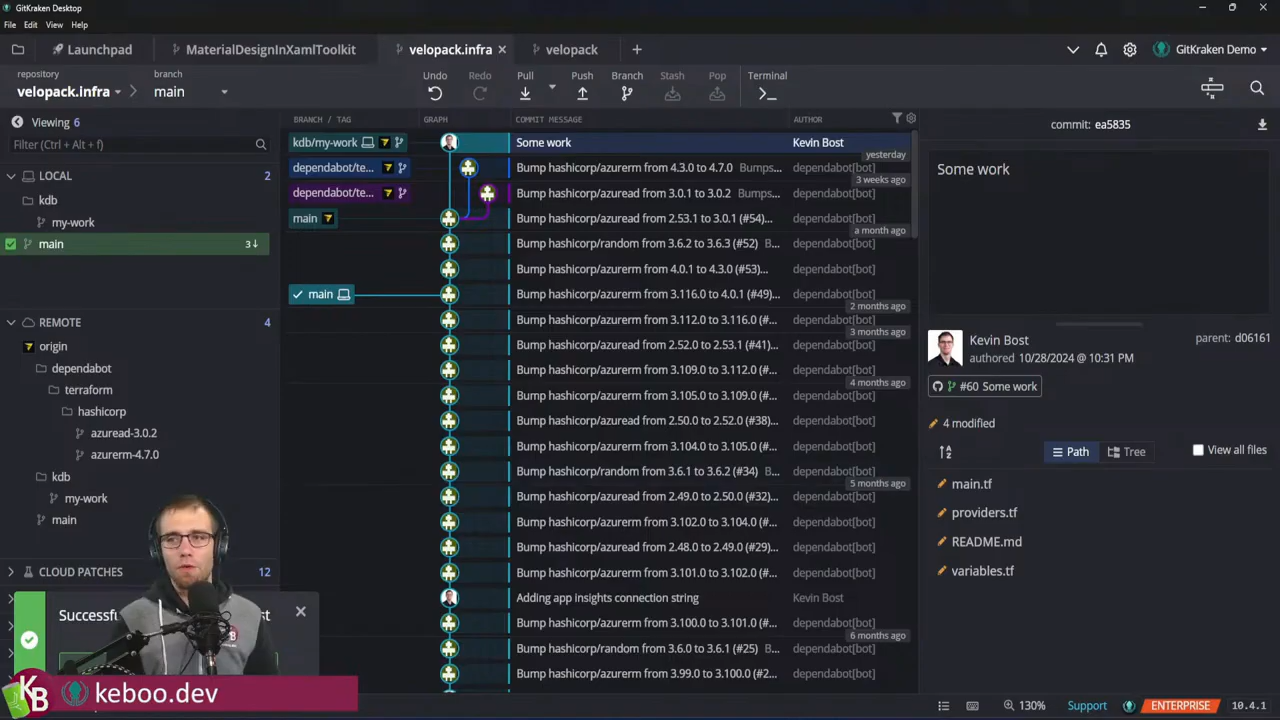 GitKraken Desktop
File Edit View Help
Launchpad MaterialDesignInXamlToolkit velopack.infra velopack GitKraken Demo
repository branch
velopack.infra main
Undo Redo Pull Push Branch Stash Pop Terminal
Viewing 6
Filter (Ctrl + Alt + f)
LOCAL 2
kdb
my-work
main 3↓
REMOTE 4
origin
dependabot
terraform
hashicorp
azuread-3.0.2
azurerm-4.7.0
kdb
my-work
main
CLOUD PATCHES 12
BRANCH / TAG GRAPH COMMIT MESSAGE AUTHOR
kdb/my-work Some work Kevin Bost
yesterday
dependabot/te... Bump hashicorp/azurerm from 4.3.0 to 4.7.0 Bumps... dependabot[bot]
3 weeks ago
dependabot/te... Bump hashicorp/azuread from 3.0.1 to 3.0.2 Bumps... dependabot[bot]
main Bump hashicorp/azuread from 2.53.1 to 3.0.1 (#54)... dependabot[bot]
a month ago
Bump hashicorp/random from 3.6.2 to 3.6.3 (#52) B... dependabot[bot]
Bump hashicorp/azurerm from 4.0.1 to 4.3.0 (#53)... dependabot[bot]
main Bump hashicorp/azurerm from 3.116.0 to 4.0.1 (#49)... dependabot[bot]
2 months ago
Bump hashicorp/azurerm from 3.112.0 to 3.116.0 (#... dependabot[bot]
3 months ago
Bump hashicorp/azuread from 2.52.0 to 2.53.1 (#41)... dependabot[bot]
Bump hashicorp/azurerm from 3.109.0 to 3.112.0 (#... dependabot[bot]
4 months ago
Bump hashicorp/azurerm from 3.105.0 to 3.109.0 (#... dependabot[bot]
Bump hashicorp/azuread from 2.50.0 to 2.52.0 (#38)... dependabot[bot]
Bump hashicorp/azurerm from 3.104.0 to 3.105.0 (#... dependabot[bot]
Bump hashicorp/random from 3.6.1 to 3.6.2 (#34) B... dependabot[bot]
5 months ago
Bump hashicorp/azuread from 2.49.0 to 2.50.0 (#32)... dependabot[bot]
Bump hashicorp/azurerm from 3.102.0 to 3.104.0 (#... dependabot[bot]
Bump hashicorp/azuread from 2.48.0 to 2.49.0 (#29)... dependabot[bot]
Bump hashicorp/azurerm from 3.101.0 to 3.102.0 (#... dependabot[bot]
Adding app insights connection string Kevin Bost
Bump hashicorp/azurerm from 3.100.0 to 3.101.0 (#... dependabot[bot]
6 months ago
Bump hashicorp/random from 3.6.0 to 3.6.1 (#25) B... dependabot[bot]
Bump hashicorp/azurerm from 3.99.0 to 3.100.0 (#2... dependabot[bot]
commit: ea5835
Some work
Kevin Bost parent: d06161
authored 10/28/2024 @ 10:31 PM
#60 Some work
4 modified
Path Tree View all files
main.tf
providers.tf
README.md
variables.tf
KB keboo.dev
130% Support ENTERPRISE 10.4.1